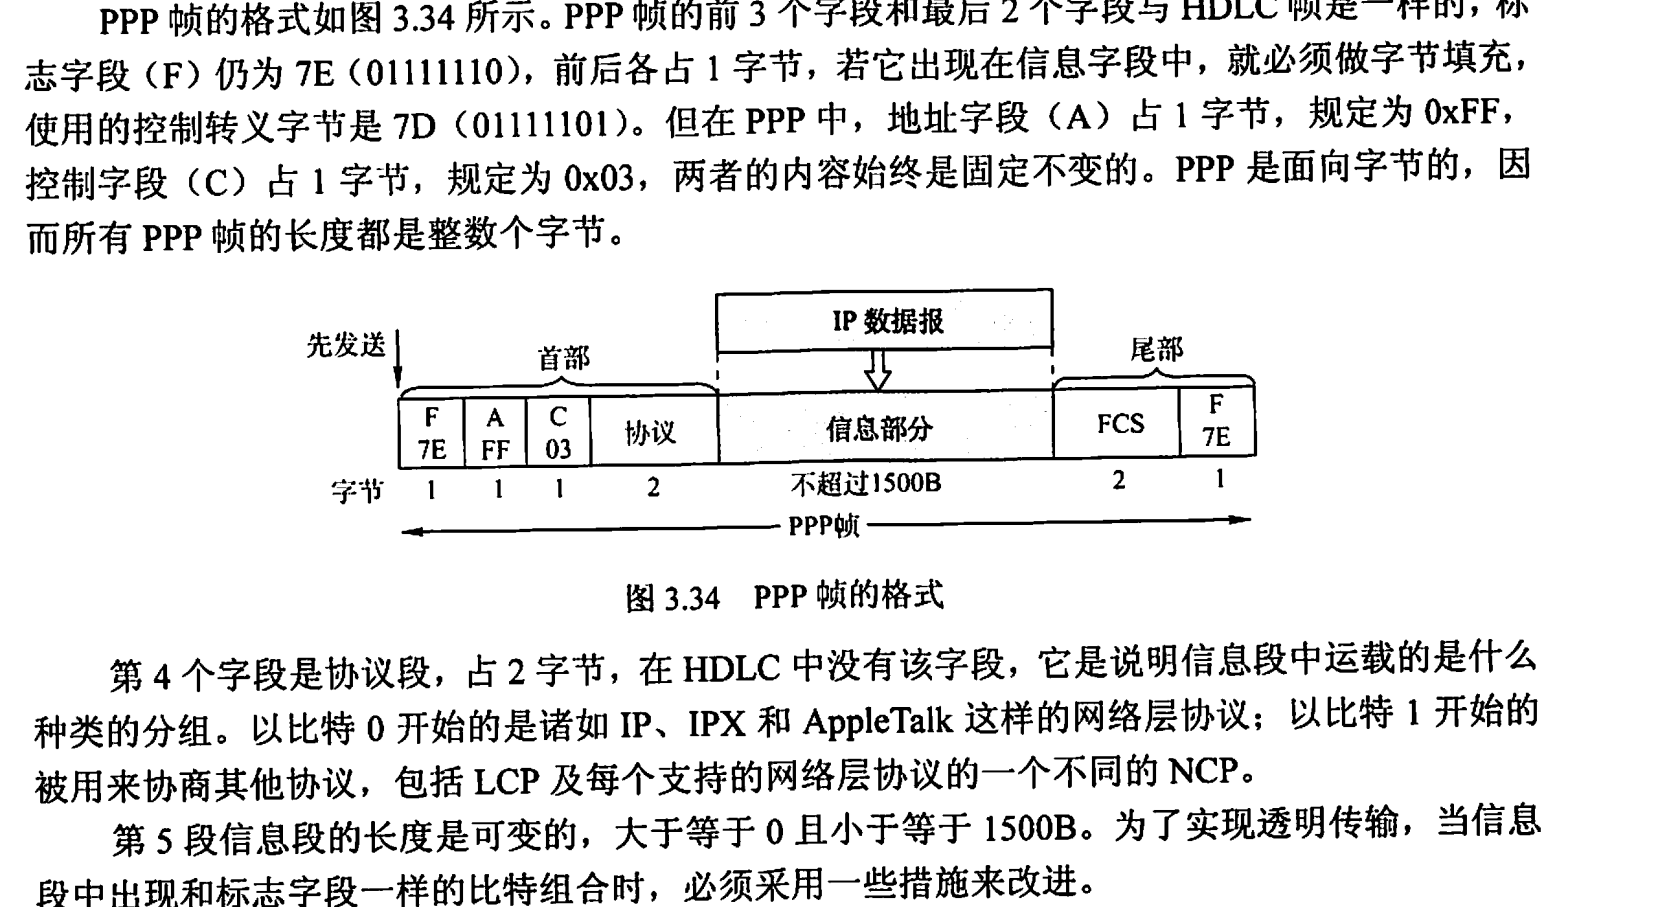 PPP 帧的格式如图 3.34 所示。PPP 帧的前 3 个字段和最后 2 个字段与 HDLC 帧是一样的，标
志字段（F）仍为 7E（01111110），前后各占 1 字节，若它出现在信息字段中，就必须做字节填充，
使用的控制转义字节是 7D（01111101）。但在 PPP 中，地址字段（A）占 1 字节，规定为 0xFF，
控制字段（C）占 1 字节，规定为 0x03，两者的内容始终是固定不变的。PPP 是面向字节的，因
而所有 PPP 帧的长度都是整数个字节。
IP 数据报
先发送 首部 尾部
F A C 协议 信息部分 FCS F
7E FF 03 7E
字节 1 1 1 2 不超过1500B 2 1
PPP帧
图 3.34 PPP 帧的格式
第 4 个字段是协议段，占 2 字节，在 HDLC 中没有该字段，它是说明信息段中运载的是什么
种类的分组。以比特 0 开始的是诸如 IP、IPX 和 AppleTalk 这样的网络层协议；以比特 1 开始的
被用来协商其他协议，包括 LCP 及每个支持的网络层协议的一个不同的 NCP。
第 5 段信息段的长度是可变的，大于等于 0 且小于等于 1500B。为了实现透明传输，当信息
段中出现和标志字段一样的比特组合时，必须采用一些措施来改进。